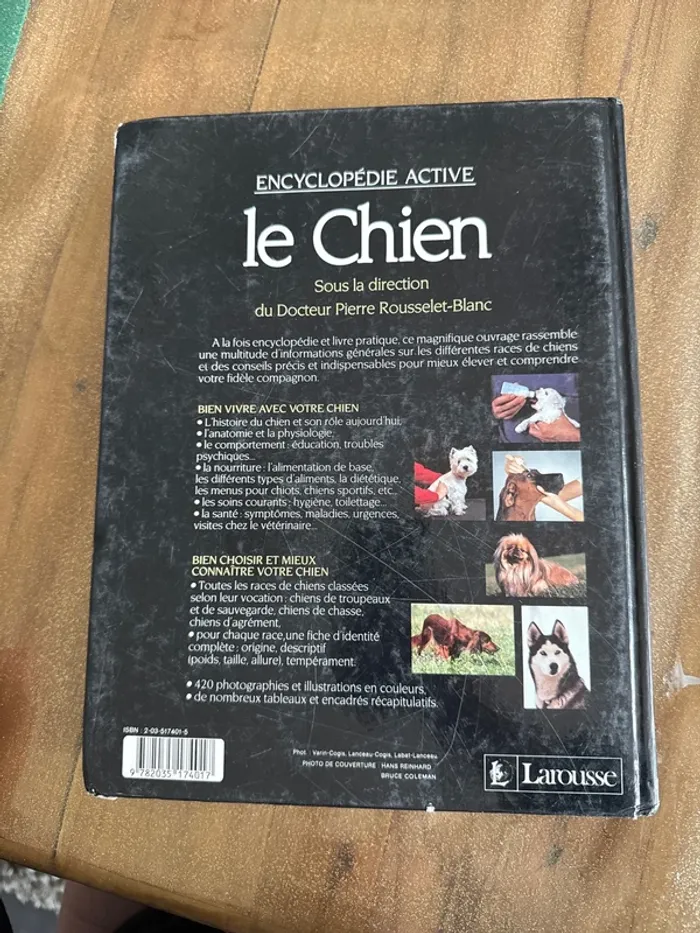 ENCYCLOPÉDIE ACTIVE
le Chien
Sous la direction
du Docteur Pierre Rousselet-Blanc
A la fois encyclopédie et livre pratique, ce magnifique ouvrage rassemble
une multitude d'informations générales sur les différentes races de chiens
et des conseils précis et indispensables pour mieux élever et comprendre
votre fidèle compagnon.
BIEN VIVRE AVEC VOTRE CHIEN
• L'histoire du chien et son rôle aujourd'hui,
• l'anatomie et la physiologie,
• le comportement : éducation, troubles
psychiques...
• la nourriture : l'alimentation de base,
les différents types d'aliments, la diététique,
les menus pour chiots, chiens sportifs, etc.
• les soins courants : hygiène, toilettage...
• la santé : symptômes, maladies, urgences,
visites chez le vétérinaire...
BIEN CHOISIR ET MIEUX
CONNAÎTRE VOTRE CHIEN
• Toutes les races de chiens classées
selon leur vocation : chiens de troupeaux
et de sauvegarde, chiens de chasse,
chiens d'agrément,
• pour chaque race, une fiche d'identité
complète : origine, descriptif
(poids, taille, allure), tempérament.
• 420 photographies et illustrations en couleurs,
• de nombreux tableaux et encadrés récapitulatifs.
ISBN : 2-03-517401-5
9 782035 174017
Phot. : Varin-Cogis, Lanceau-Cogis, Labat-Lanceau
PHOTO DE COUVERTURE : HANS REINHARD
BRUCE COLEMAN
Larousse